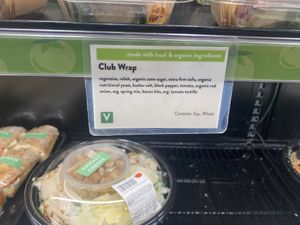 made with local & organic ingredients
Club Wrap
vegenaise, relish, organic cane sugar, extra firm tofu, organic
nutritional yeast, kosher salt, black pepper, tomato, organic red
onion, org. spring mix, bacun bits, org. tomato tortilla
V
Contains: Soy, Wheat